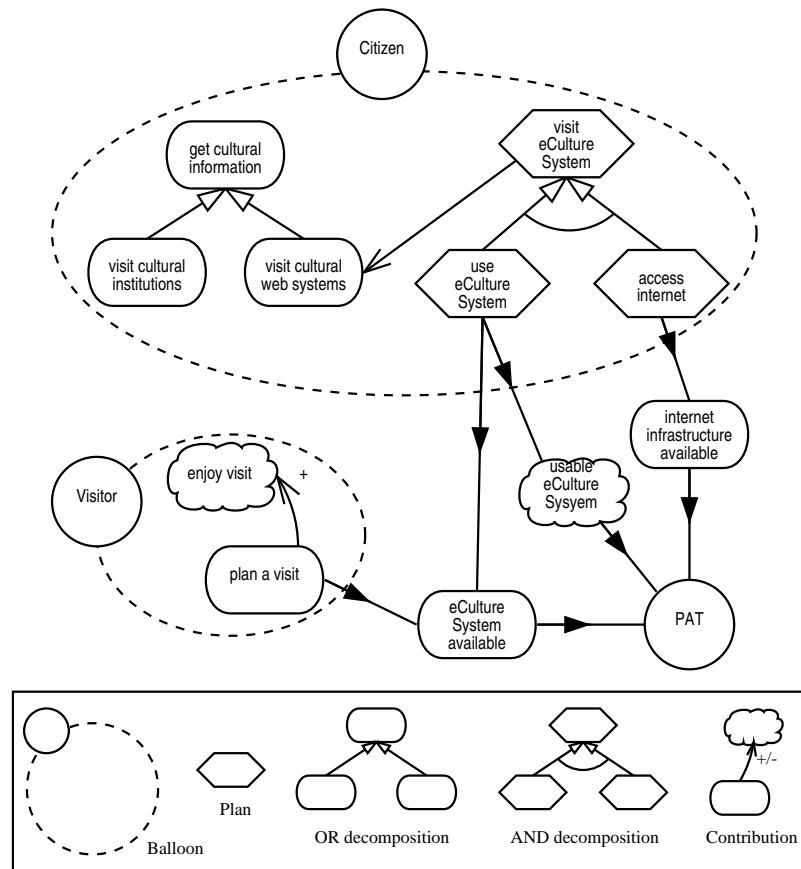 Citizen
get cultural
information
visit
eCulture
System
visit cultural
institutions
visit cultural
web systems
use
eCulture
System
access
internet
internet
infrastructure
available
enjoy visit
+
usable
eCulture
Sysyem
Visitor
plan a visit
eCulture
System
available
PAT
Balloon
Plan
OR decomposition
AND decomposition
+/-
Contribution